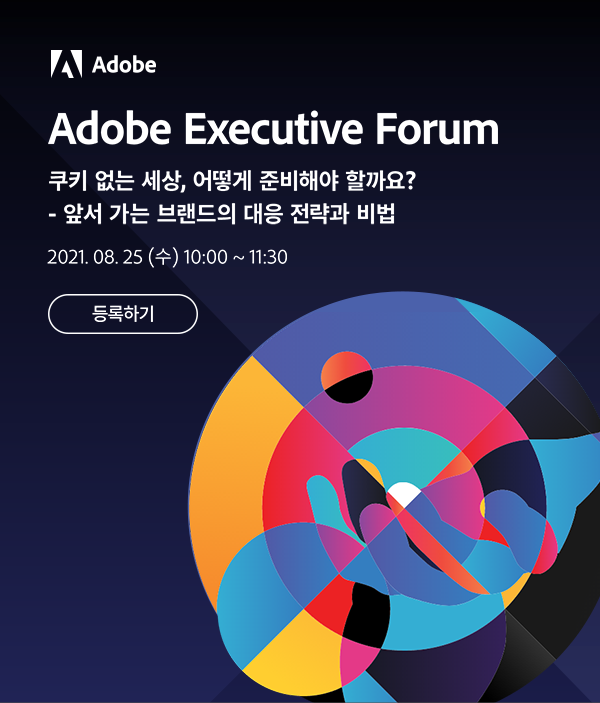 Adobe
Adobe Executive Forum
쿠키 없는 세상, 어떻게 준비해야 할까요?
- 앞서 가는 브랜드의 대응 전략과 비법
2021. 08. 25 (수) 10:00 ~ 11:30
등록하기